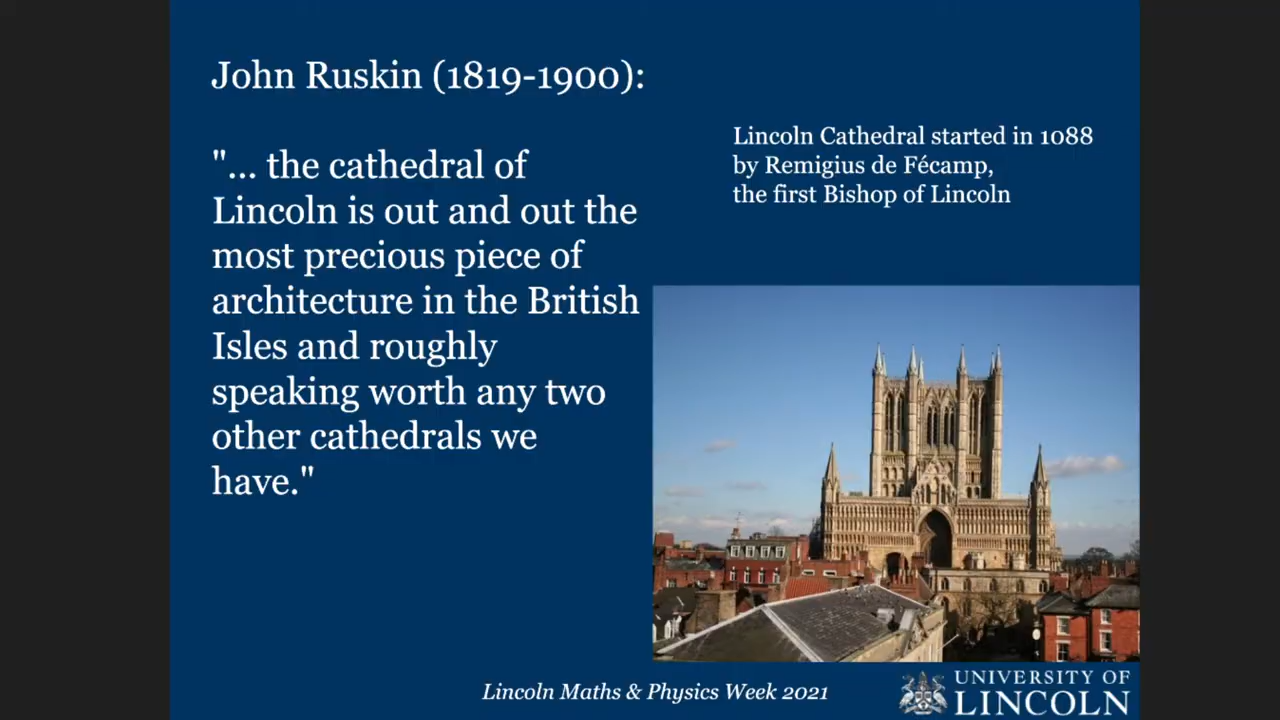 John Ruskin (1819-1900):
"... the cathedral of
Lincoln is out and out the
most precious piece of
architecture in the British
Isles and roughly
speaking worth any two
other cathedrals we
have."
Lincoln Cathedral started in 1088
by Remigius de Fécamp,
the first Bishop of Lincoln
Lincoln Maths & Physics Week 2021
UNIVERSITY OF
LINCOLN